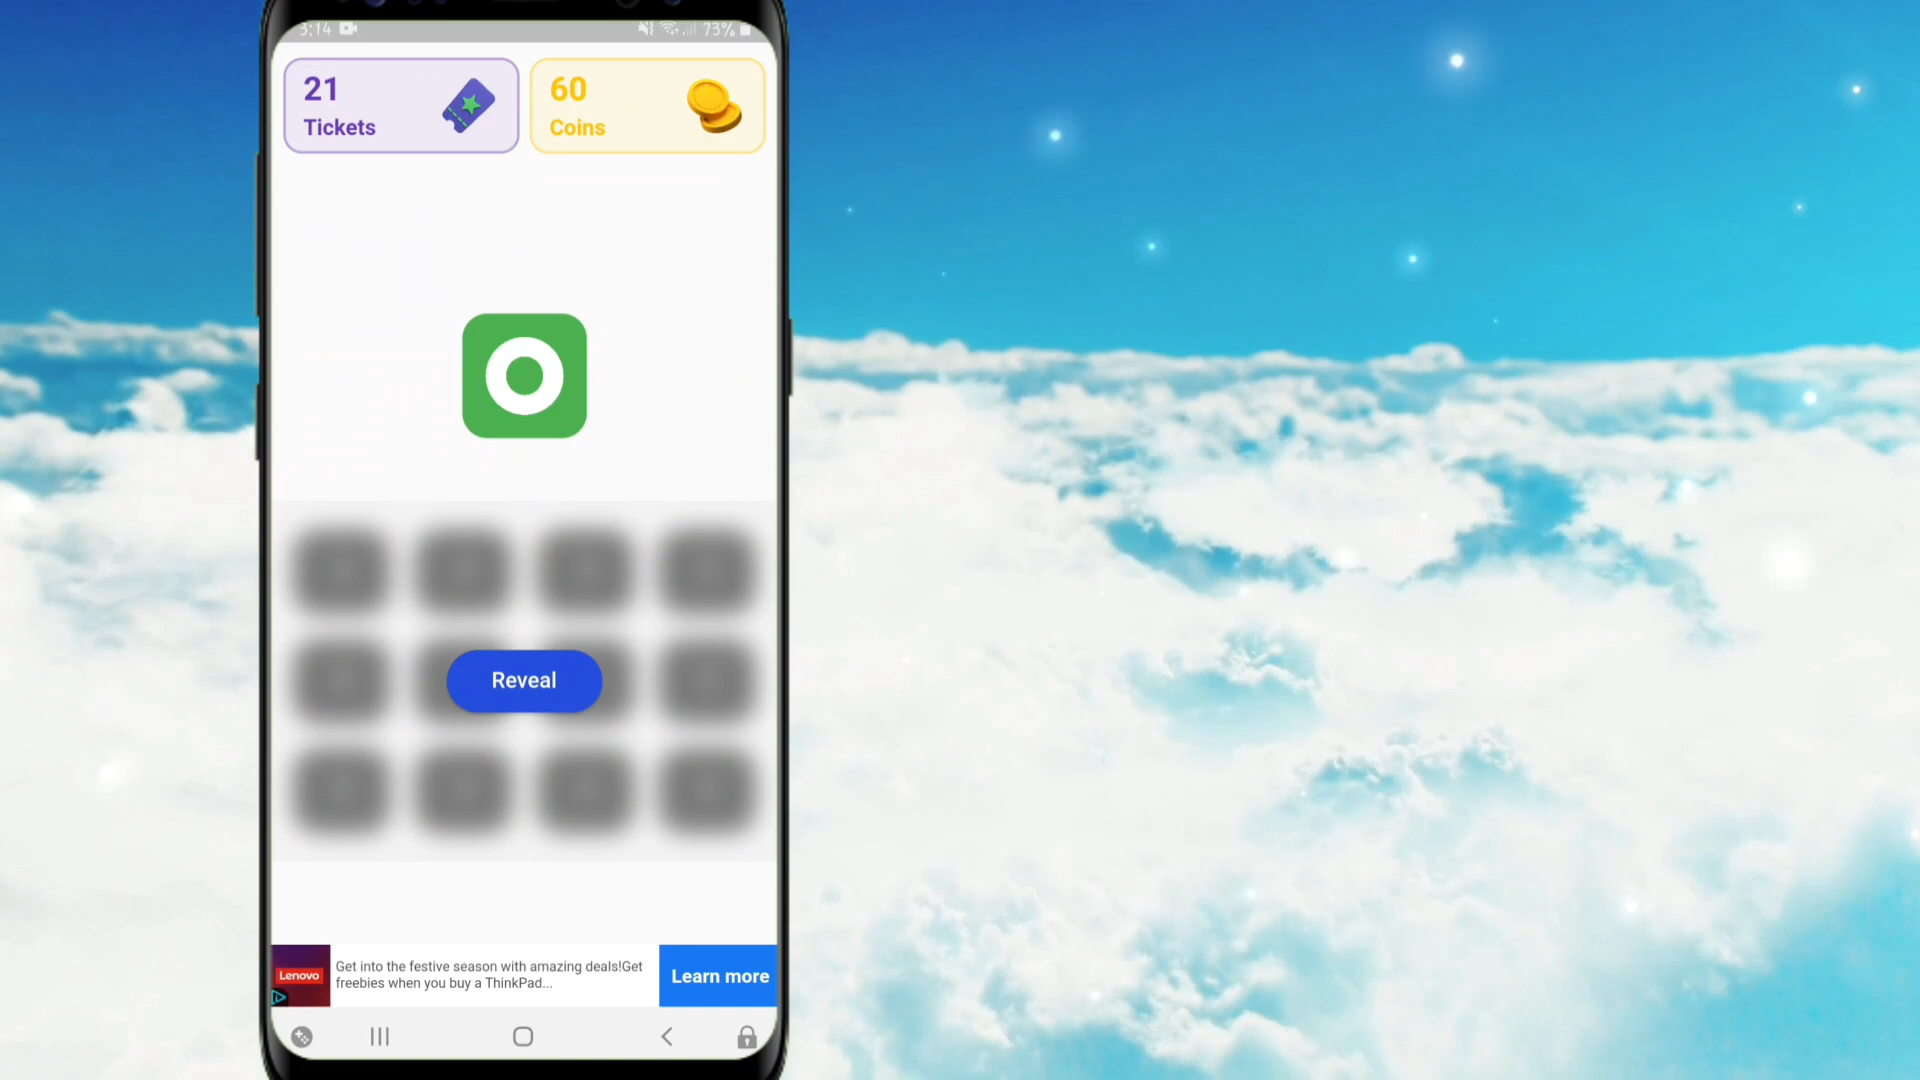 3:14
73%
21
Tickets
60
Coins
Reveal
Lenovo
Get into the festive season with amazing deals!Get
freebies when you buy a ThinkPad...
Learn more